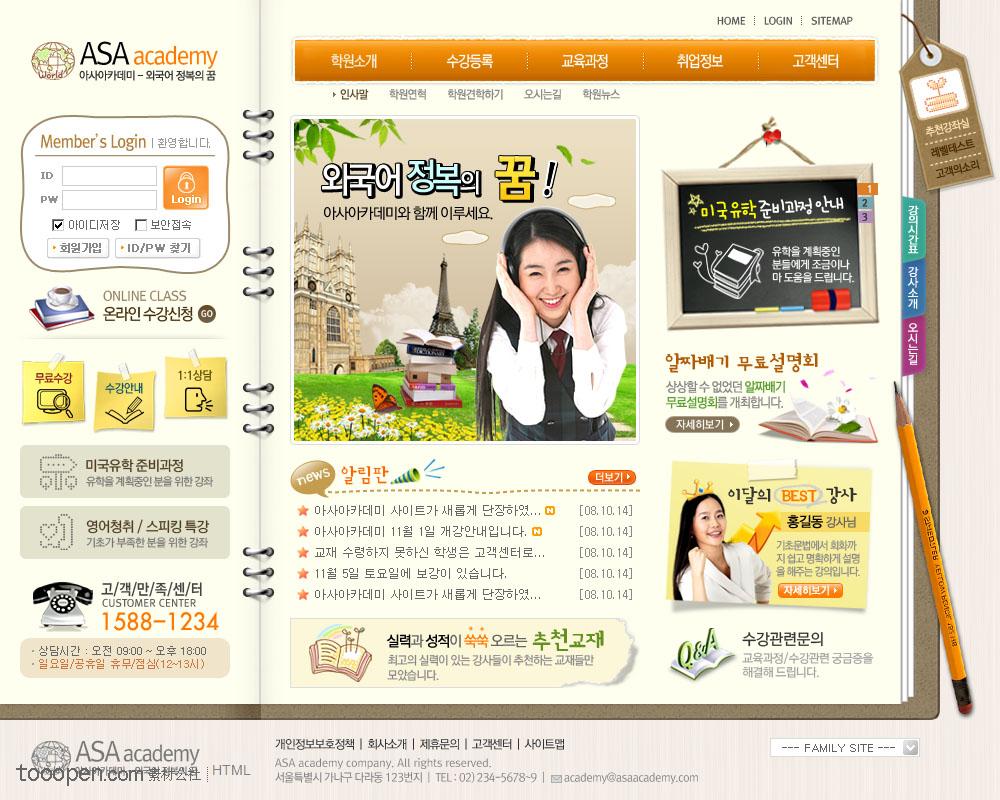 HOME
LOGIN
SITEMAP
World
ASA academy
아사아카데미 - 외국어 정복의 꿈
학원소개
수강등록
교육과정
취업정보
고객센터
인사말
학원연혁
학원견학하기
오시는길
학원뉴스
추천강좌실
레벨테스트
고객의소리
Member's Login | 환영합니다.
ID
PW
Login
아이디저장
보안접속
회원가입
ID/PW 찾기
ONLINE CLASS
온라인 수강신청 GO
무료수강
수강안내
1:1상담
미국유학 준비과정
유학을 계획중인 분을 위한 강좌
영어청취 / 스피킹 특강
기초가 부족한 분을 위한 강좌
고/객/만/족/센/터
CUSTOMER CENTER
1588-1234
· 상담시간 : 오전 09:00 ~ 오후 18:00
· 일요일/공휴일 휴무/점심(12~13시)
외국어 정복의 꿈!
아사아카데미와 함께 이루세요.
DICTIONARY
news 알림판
더보기
아사아카데미 사이트가 새롭게 단장하였... N [08.10.14]
아사아카데미 11월 1일 개강안내입니다. N [08.10.14]
교재 수령하지 못하신 학생은 고객센터로... [08.10.14]
11월 5일 토요일에 보강이 있습니다. [08.10.14]
아사아카데미 사이트가 새롭게 단장하였... [08.10.14]
실력과 성적이 쑥쑥 오르는 추천교재
최고의 실력이 있는 강사들이 추천하는 교재들만
모았습니다.
1
2
3
미국유학 준비과정 안내
유학을 계획중인
분들에게 조금이나
마 도움을 드립니다.
강의시간표
강사소개
오시는길
알짜배기 무료설명회
상상할 수 없었던 알짜배기
무료설명회를 개최합니다.
자세히보기
이달의 BEST 강사
홍길동 강사님
기초문법에서 회화까
지 쉽고 명확하게 설명
을 해주는 강의입니다.
자세히보기
Q&A
수강관련문의
교육과정/수강관련 궁금증을
해결해 드립니다.
ASA academy
개인정보보호정책 | 회사소개 | 제휴문의 | 고객센터 | 사이트맵
ASA academy company. All rights reserved.
서울특별시 가나구 다라동 123번지 | TEL : 02) 234-5678~9 | academy@asaacademy.com
--- FAMILY SITE ---
tooopen.com 素材公社
HTML